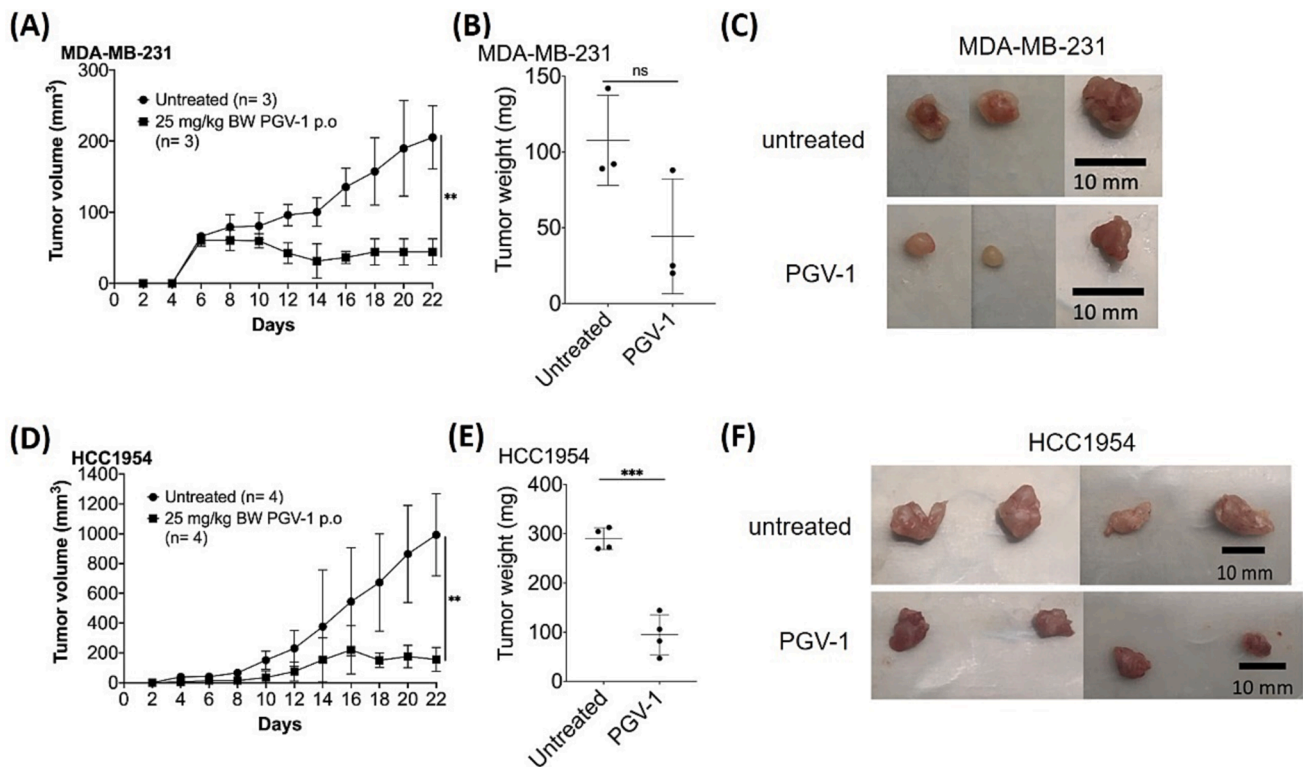 (A)
MDA-MB-231
Tumor volume (mm³)
300
200
100
0
Untreated (n= 3)
25 mg/kg BW PGV-1 p.o
(n= 3)
**
0 2 4 6 8 10 12 14 16 18 20 22
Days
(B)
MDA-MB-231
ns
Tumor weight (mg)
150
100
50
0
Untreated
PGV-1
(C)
MDA-MB-231
untreated
10 mm
PGV-1
10 mm
(D)
HCC1954
Tumor volume (mm³)
1400
1200
1000
800
600
400
200
0
Untreated (n= 4)
25 mg/kg BW PGV-1 p.o
(n= 4)
**
0 2 4 6 8 10 12 14 16 18 20 22
Days
(E)
HCC1954
***
Tumor weight (mg)
400
300
200
100
0
Untreated
PGV-1
(F)
HCC1954
untreated
10 mm
PGV-1
10 mm